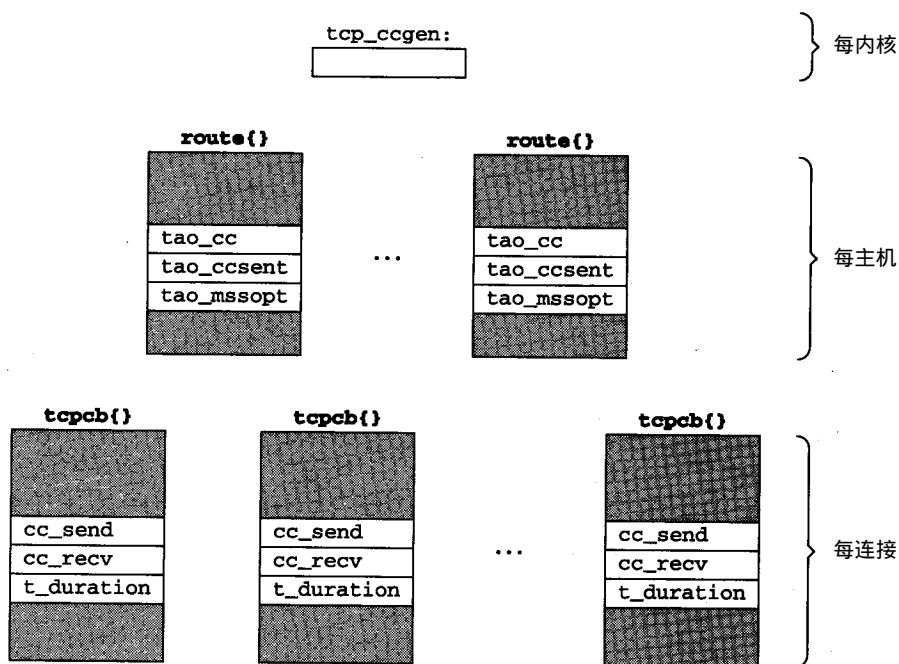 tcp_ccgen:
每内核
route{}
route{}
tao_cc
tao_ccsent
tao_mssopt
...
tao_cc
tao_ccsent
tao_mssopt
每主机
tcpcb{}
tcpcb{}
tcpcb{}
cc_send
cc_recv
t_duration
cc_send
cc_recv
t_duration
...
cc_send
cc_recv
t_duration
每连接